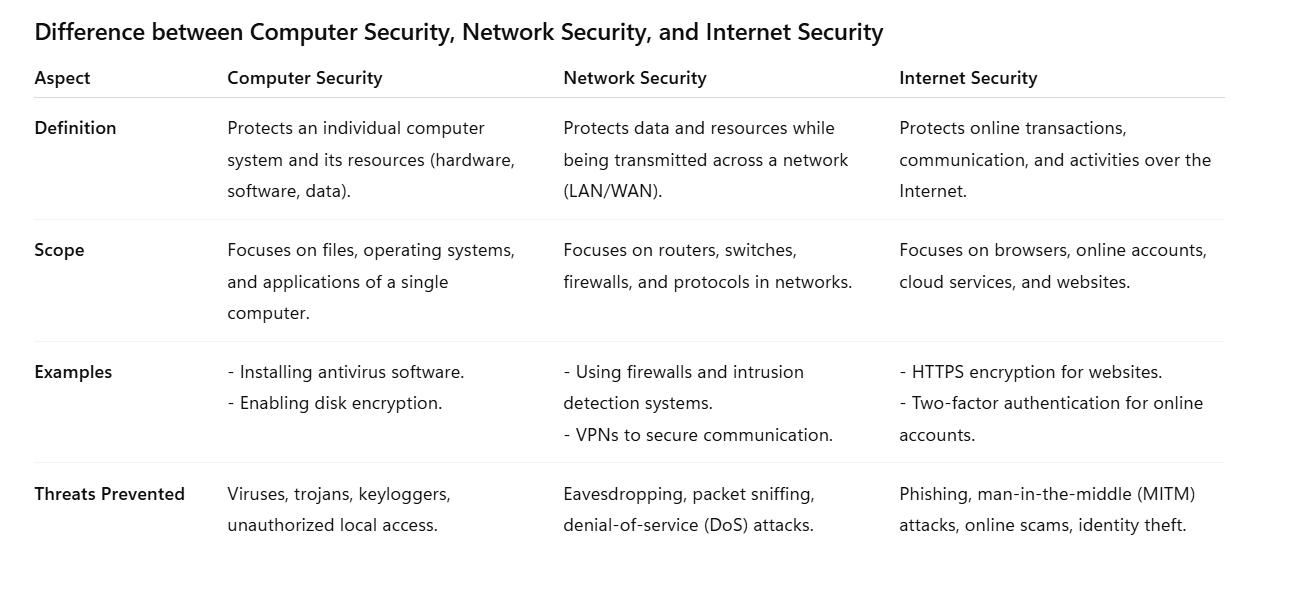 Difference between Computer Security, Network Security, and Internet Security
Aspect Computer Security Network Security Internet Security
Definition
Protects an individual computer
system and its resources (hardware,
software, data).
Protects data and resources while
being transmitted across a network
(LAN/WAN).
Protects online transactions,
communication, and activities over the
Internet.
Scope
Focuses on files, operating systems,
and applications of a single
computer.
Focuses on routers, switches,
firewalls, and protocols in networks.
Focuses on browsers, online accounts,
cloud services, and websites.
Examples
- Installing antivirus software.
- Enabling disk encryption.
- Using firewalls and intrusion
detection systems.
- VPNs to secure communication.
- HTTPS encryption for websites.
- Two-factor authentication for online
accounts.
Threats Prevented
Viruses, trojans, keyloggers,
unauthorized local access.
Eavesdropping, packet sniffing,
denial-of-service (DoS) attacks.
Phishing, man-in-the-middle (MITM)
attacks, online scams, identity theft.